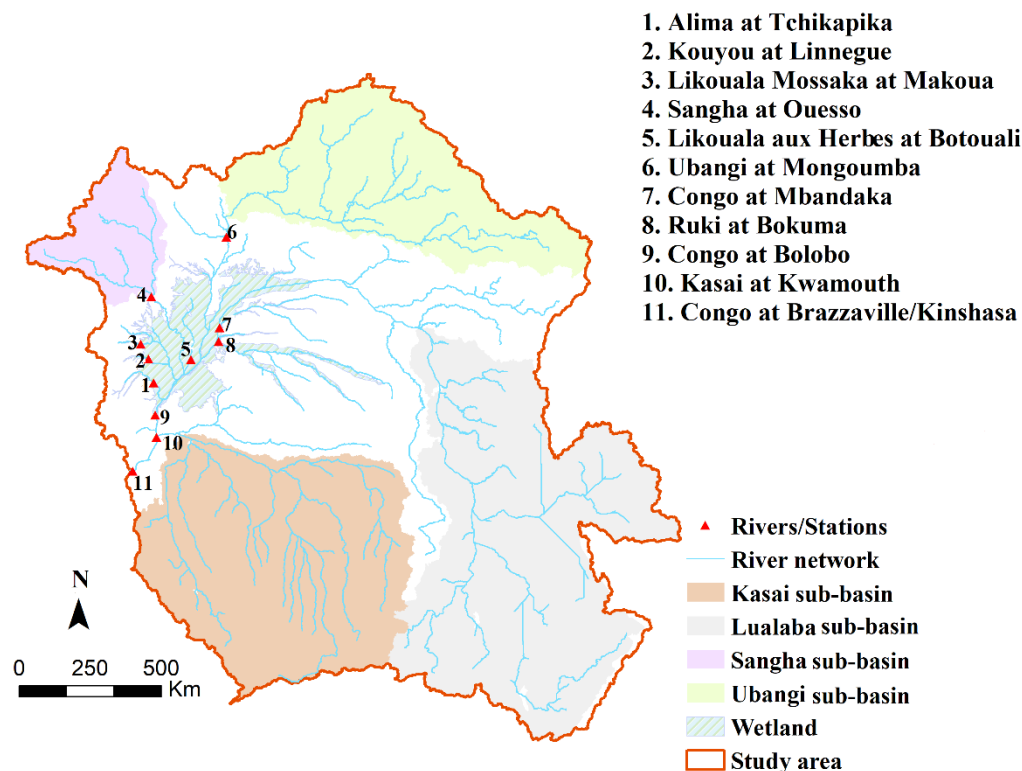 1. Alima at Tchikapika
2. Kouyou at Linnegue
3. Likouala Mossaka at Makoua
4. Sangha at Ouesso
5. Likouala aux Herbes at Botouali
6. Ubangi at Mongoumba
7. Congo at Mbandaka
8. Ruki at Bokuma
9. Congo at Bolobo
10. Kasai at Kwamouth
11. Congo at Brazzaville/Kinshasa
6
4
7
3
8
2
5
1
9
10
11
Rivers/Stations
River network
Kasai sub-basin
Lualaba sub-basin
Sangha sub-basin
Ubangi sub-basin
Wetland
Study area
N
0 250 500
Km